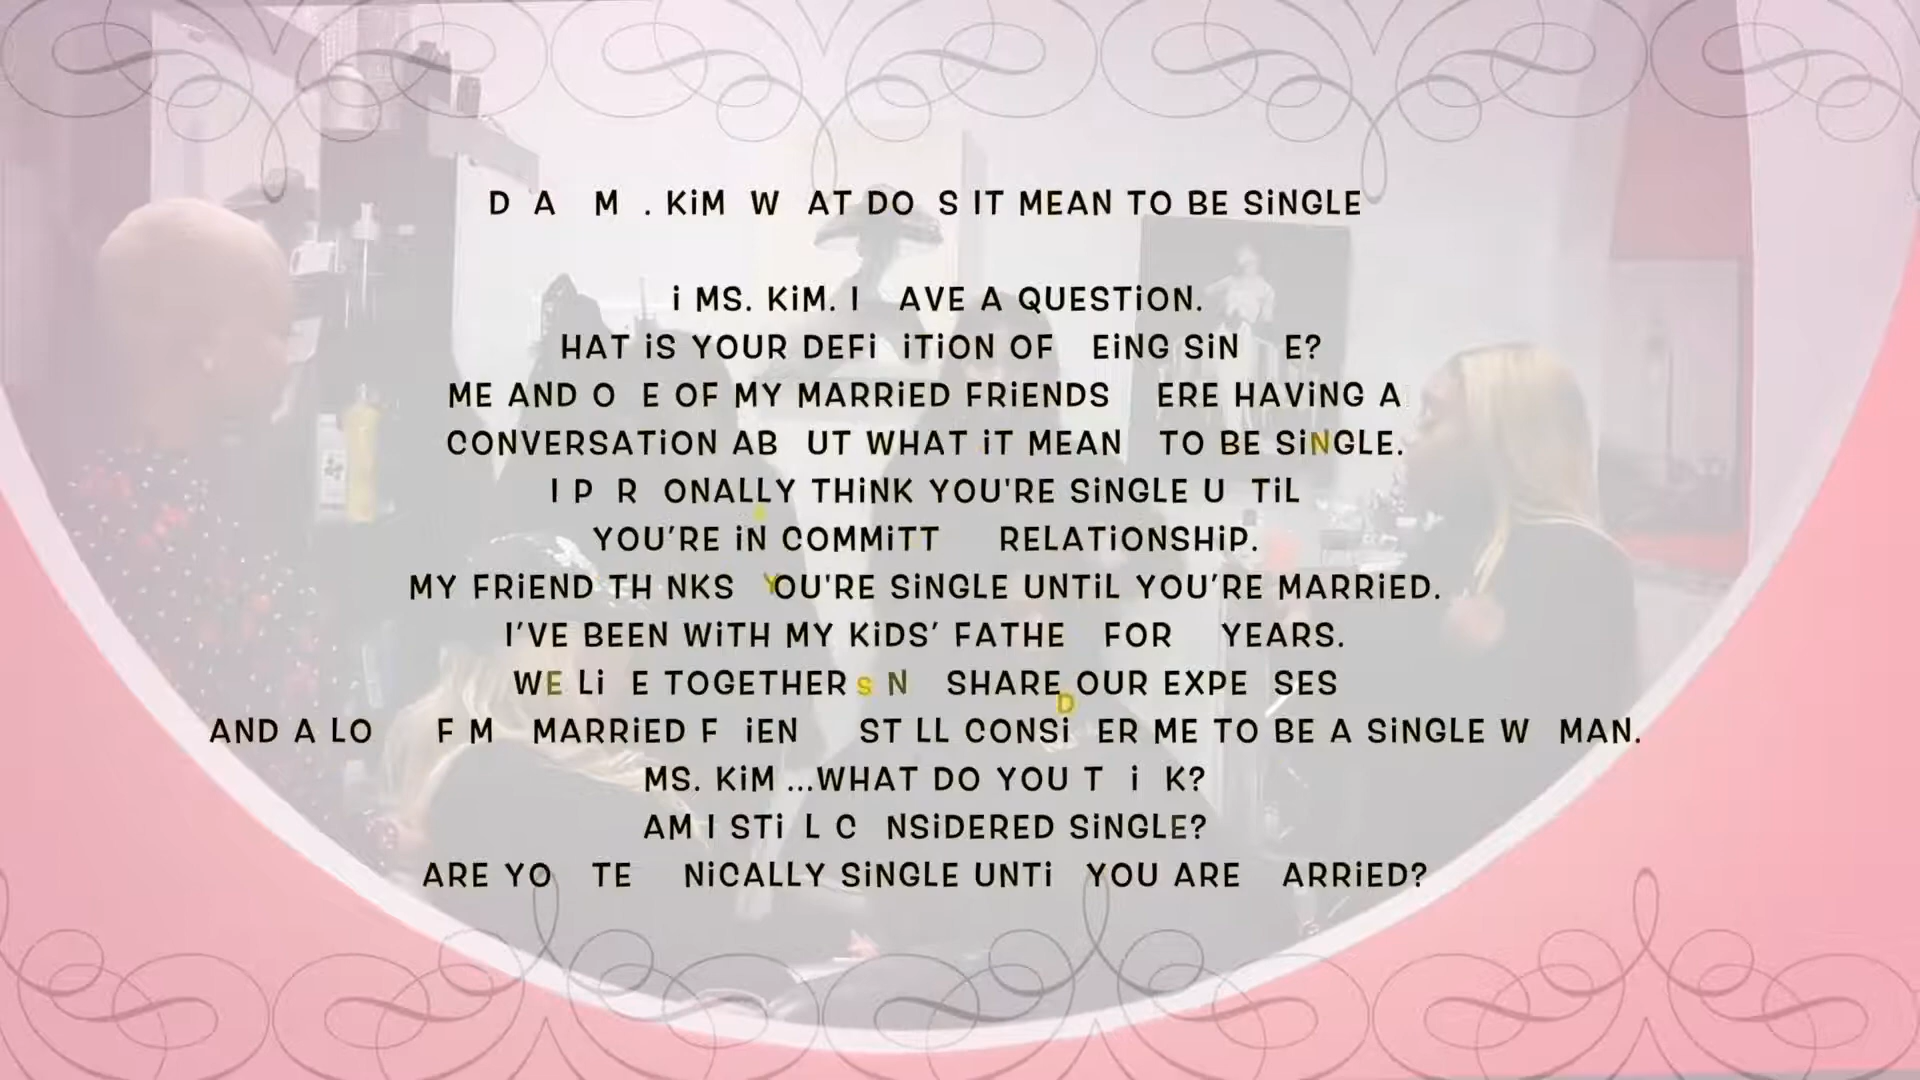 D A M . KiM W AT DO S IT MEAN TO BE SiNGLE
i MS. KiM. I AVE A QUESTiON.
HAT iS YOUR DEFi iTiON OF EiNG SiN E?
ME AND O E OF MY MARRiED FRiENDS ERE HAViNG A
CONVERSATiON AB UT WHAT iT MEAN TO BE SiNGLE.
I P R ONALLY THiNK YOU'RE SiNGLE U TiL
YOU'RE iN COMMiTT RELATiONSHiP.
MY FRiEND TH NKS YOU'RE SiNGLE UNTiL YOU'RE MARRiED.
I'VE BEEN WiTH MY KiDS' FATHE FOR YEARS.
WE Li E TOGETHER S N SHARE D OUR EXPE SES
AND A LO F M MARRiED F iEN ST LL CONSi ER ME TO BE A SiNGLE W MAN.
MS. KiM ...WHAT DO YOU T i K?
AM I STi L C NSiDERED SiNGLE?
ARE YO TE NiCALLY SiNGLE UNTi YOU ARE ARRiED?